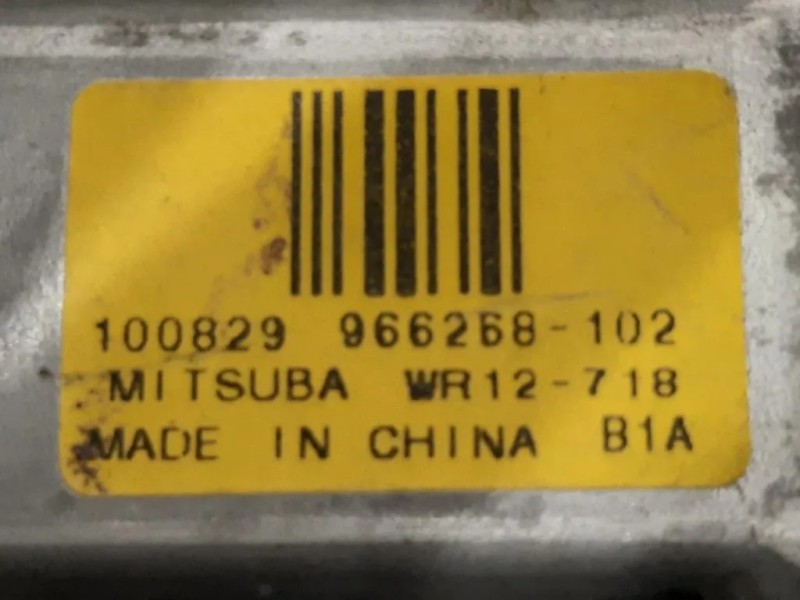 100829 966268-102
MITSUBA WR12-718
MADE IN CHINA B1A